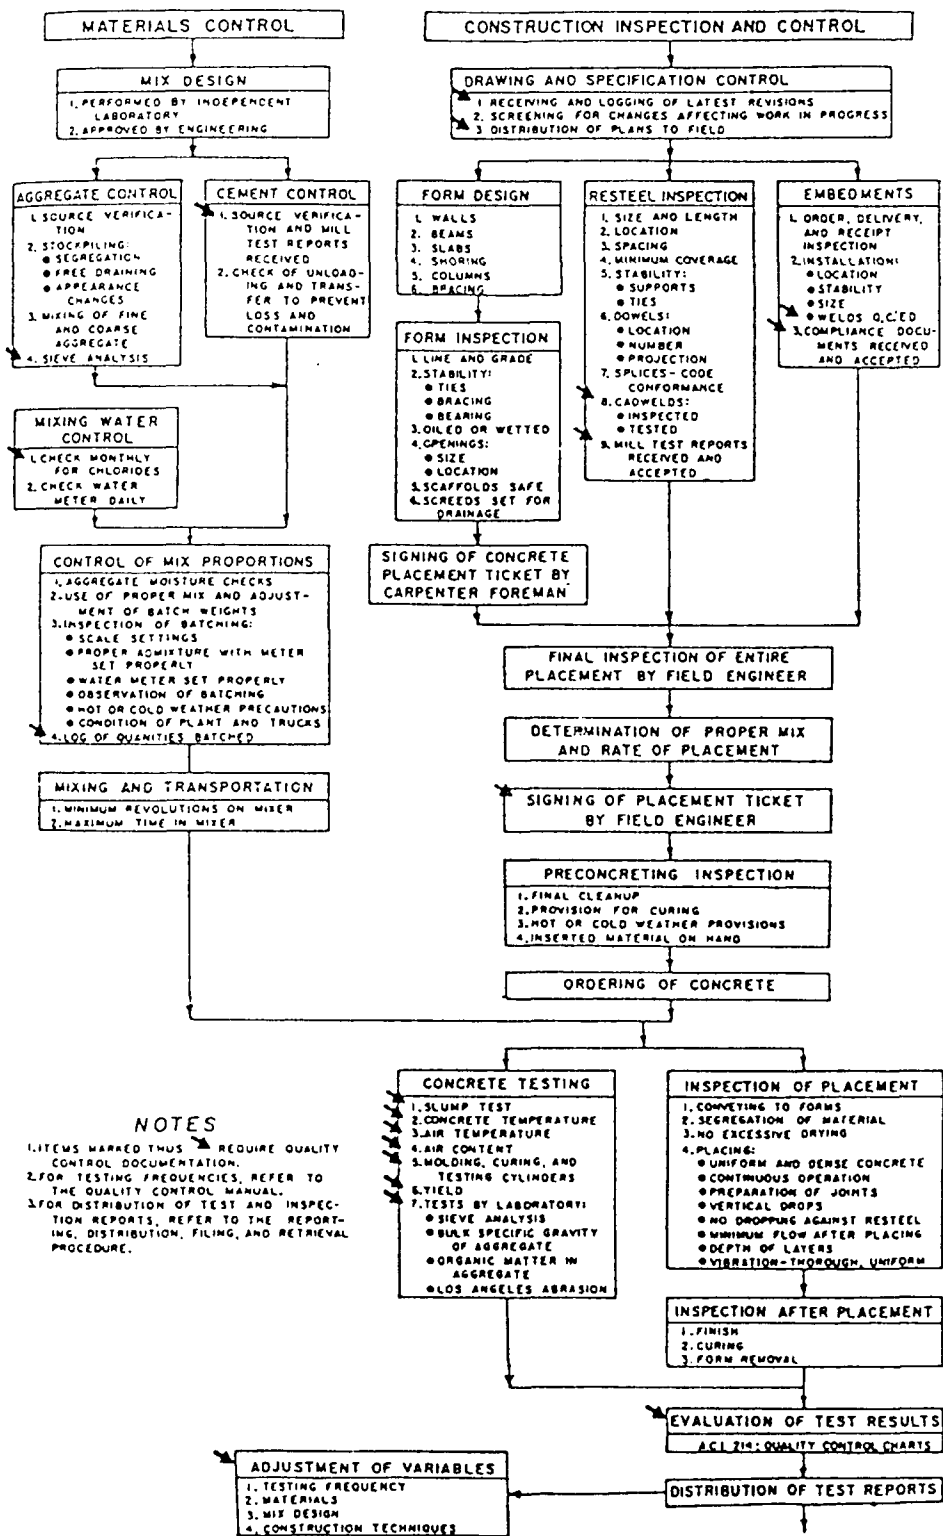 MATERIALS CONTROL
MIX DESIGN
1. PERFORMED BY INDEPENDENT
LABORATORY
2. APPROVED BY ENGINEERING
AGGREGATE CONTROL
1. SOURCE VERIFICA-
TION
2. STOCKPILING:
● SEGREGATION
● FREE DRAINING
● APPEARANCE
CHANGES
3. MIXING OF FINE
AND COARSE
AGGREGATE
4. SIEVE ANALYSIS
CEMENT CONTROL
1. SOURCE VERIFICA-
TION AND MILL
TEST REPORTS
RECEIVED
2. CHECK OF UNLOAD-
ING AND TRANS-
FER TO PREVENT
LOSS AND
CONTAMINATION
MIXING WATER
CONTROL
1. CHECK MONTHLY
FOR CHLORIDES
2. CHECK WATER
METER DAILY
CONTROL OF MIX PROPORTIONS
1. AGGREGATE MOISTURE CHECKS
2. USE OF PROPER MIX AND ADJUST-
MENT OF BATCH WEIGHTS
3. INSPECTION OF BATCHING:
● SCALE SETTINGS
● PROPER ADMIXTURE WITH METER
SET PROPERLY
● WATER METER SET PROPERLY
● OBSERVATION OF BATCHING
● HOT OR COLD WEATHER PRECAUTIONS
● CONDITION OF PLANT AND TRUCKS
4. LOG OF QUANITIES BATCHED
MIXING AND TRANSPORTATION
1. MINIMUM REVOLUTIONS ON MIXER
2. MAXIMUM TIME IN MIXER
CONSTRUCTION INSPECTION AND CONTROL
DRAWING AND SPECIFICATION CONTROL
1 RECEIVING AND LOGGING OF LATEST REVISIONS
2. SCREENING FOR CHANGES AFFECTING WORK IN PROGRESS
3 DISTRIBUTION OF PLANS TO FIELD
FORM DESIGN
1. WALLS
2. BEAMS
3. SLABS
4. SHORING
5. COLUMNS
6. BRACING
FORM INSPECTION
1. LINE AND GRADE
2. STABILITY:
● TIES
● BRACING
● BEARING
3. OILED OR WETTED
4. OPENINGS:
● SIZE
● LOCATION
5. SCAFFOLDS SAFE
6. SCREEDS SET FOR
DRAINAGE
SIGNING OF CONCRETE
PLACEMENT TICKET BY
CARPENTER FOREMAN
RESTEEL INSPECTION
1. SIZE AND LENGTH
2. LOCATION
3. SPACING
4. MINIMUM COVERAGE
5. STABILITY:
● SUPPORTS
● TIES
6. DOWELS:
● LOCATION
● NUMBER
● PROJECTION
7. SPLICES-CODE
CONFORMANCE
8. CADWELDS:
● INSPECTED
● TESTED
9. MILL TEST REPORTS
RECEIVED AND
ACCEPTED
EMBEDMENTS
1. ORDER, DELIVERY,
AND RECEIPT
INSPECTION
2. INSTALLATION:
● LOCATION
● STABILITY
● SIZE
● WELDS Q.C.'ED
3. COMPLIANCE DOCU-
MENTS RECEIVED
AND ACCEPTED
FINAL INSPECTION OF ENTIRE
PLACEMENT BY FIELD ENGINEER
DETERMINATION OF PROPER MIX
AND RATE OF PLACEMENT
SIGNING OF PLACEMENT TICKET
BY FIELD ENGINEER
PRECONCRETING INSPECTION
1. FINAL CLEANUP
2. PROVISION FOR CURING
3. HOT OR COLD WEATHER PROVISIONS
4. INSERTED MATERIAL ON HAND
ORDERING OF CONCRETE
CONCRETE TESTING
1. SLUMP TEST
2. CONCRETE TEMPERATURE
3. AIR TEMPERATURE
4. AIR CONTENT
5. MOLDING, CURING, AND
TESTING CYLINDERS
6. YIELD
7. TESTS BY LABORATORY:
● SIEVE ANALYSIS
● BULK SPECIFIC GRAVITY
OF AGGREGATE
● ORGANIC MATTER IN
AGGREGATE
● LOS ANGELES ABRASION
INSPECTION OF PLACEMENT
1. CONVEYING TO FORMS
2. SEGREGATION OF MATERIAL
3. NO EXCESSIVE DRYING
4. PLACING:
● UNIFORM AND DENSE CONCRETE
● CONTINUOUS OPERATION
● PREPARATION OF JOINTS
● VERTICAL DROPS
● NO DROPPING AGAINST RESTEEL
● MINIMUM FLOW AFTER PLACING
● DEPTH OF LAYERS
● VIBRATION-THOROUGH, UNIFORM
INSPECTION AFTER PLACEMENT
1. FINISH
2. CURING
3. FORM REMOVAL
EVALUATION OF TEST RESULTS
A.C.I. 214: QUALITY CONTROL CHARTS
DISTRIBUTION OF TEST REPORTS
ADJUSTMENT OF VARIABLES
1. TESTING FREQUENCY
2. MATERIALS
3. MIX DESIGN
4. CONSTRUCTION TECHNIQUES
NOTES
1. ITEMS MARKED THUS REQUIRE QUALITY
CONTROL DOCUMENTATION.
2. FOR TESTING FREQUENCIES, REFER TO
THE QUALITY CONTROL MANUAL.
3. FOR DISTRIBUTION OF TEST AND INSPEC-
TION REPORTS, REFER TO THE REPORT-
ING, DISTRIBUTION, FILING, AND RETRIEVAL
PROCEDURE.